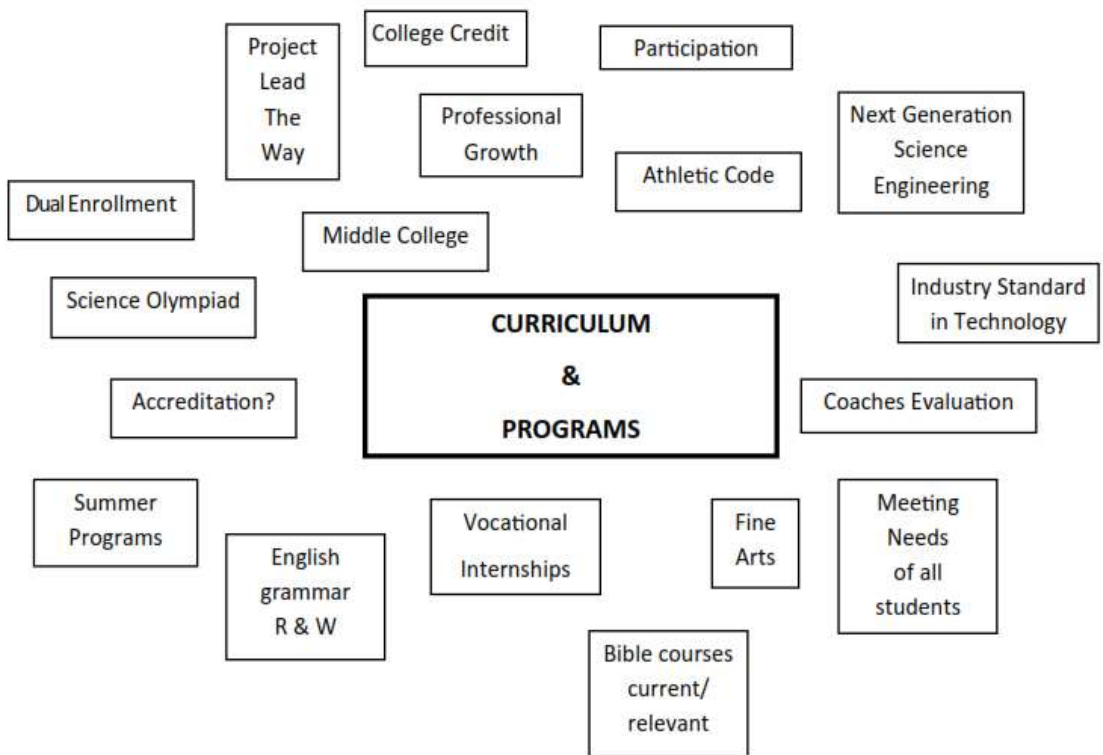 College Credit
Project
Lead
The
Way
Participation
Professional
Growth
Next Generation
Science
Engineering
Athletic Code
Dual Enrollment
Middle College
Science Olympiad
Industry Standard
in Technology
CURRICULUM
&
PROGRAMS
Accreditation?
Coaches Evaluation
Summer
Programs
English
grammar
R & W
Vocational
Internships
Fine
Arts
Meeting
Needs
of all
students
Bible courses
current/
relevant